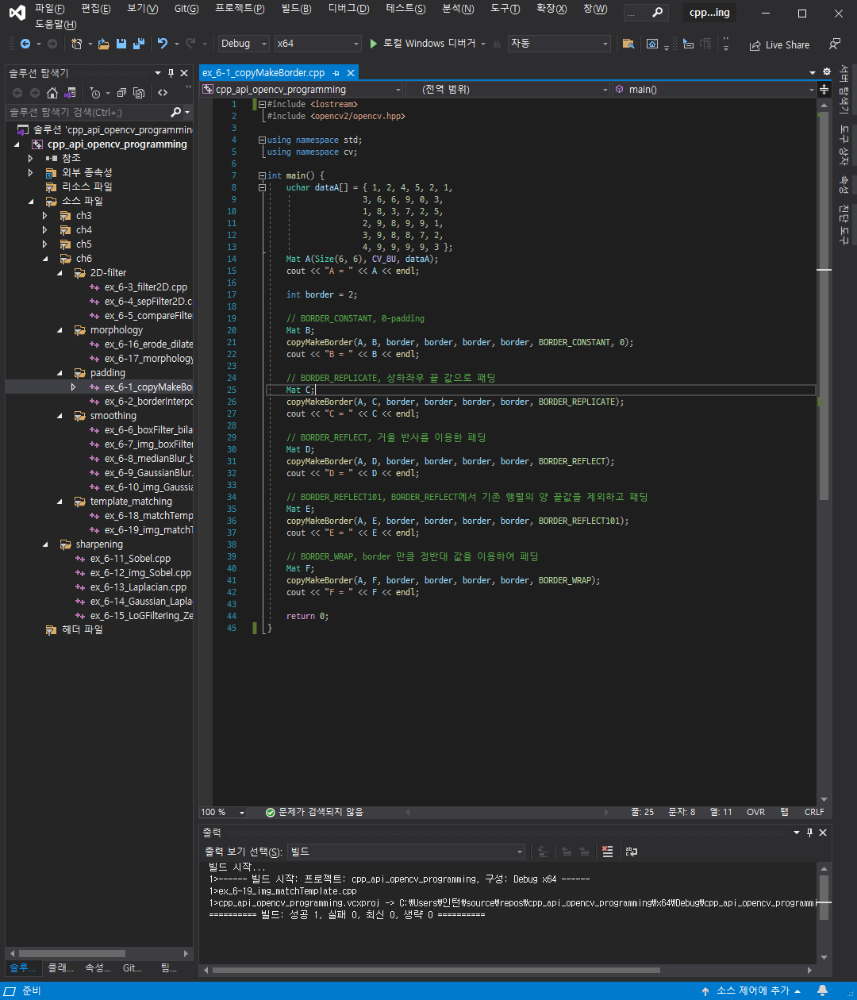 파일(F) 편집(E) 보기(V) Git(G) 프로젝트(P) 빌드(B) 디버그(D) 테스트(S) 분석(N) 도구(T) 확장(X) 창(W) ... cpp...ing
도움말(H)
Debug x64 로컬 Windows 디버거 자동 Live Share
솔루션 탐색기
솔루션 탐색기 검색(Ctrl+;)
솔루션 'cpp_api_opencv_programmin
cpp_api_opencv_programming
참조
외부 종속성
리소스 파일
소스 파일
ch3
ch4
ch5
ch6
2D-filter
ex_6-3_filter2D.cpp
ex_6-4_sepFilter2D.c
ex_6-5_compareFilte
morphology
ex_6-16_erode_dilate
ex_6-17_morphology
padding
ex_6-1_copyMakeBo
ex_6-2_borderInterpo
smoothing
ex_6-6_boxFilter_bila
ex_6-7_img_boxFilter
ex_6-8_medianBlur_b
ex_6-9_GaussianBlur.
ex_6-10_img_Gaussia
template_matching
ex_6-18_matchTemp
ex_6-19_img_matchT
sharpening
ex_6-11_Sobel.cpp
ex_6-12_img_Sobel.cpp
ex_6-13_Laplacian.cpp
ex_6-14_Gaussian_Lapla
ex_6-15_LoGFiltering_Ze
헤더 파일
솔루... 클래... 속성... Git... 팀...
ex_6-1_copyMakeBorder.cpp
cpp_api_opencv_programming (전역 범위) main()
1 #include <iostream>
2 #include <opencv2/opencv.hpp>
3
4 using namespace std;
5 using namespace cv;
6
7 int main() {
8 uchar dataA[] = { 1, 2, 4, 5, 2, 1,
9 3, 6, 6, 9, 0, 3,
10 1, 8, 3, 7, 2, 5,
11 2, 9, 8, 9, 9, 1,
12 3, 9, 8, 8, 7, 2,
13 4, 9, 9, 9, 9, 3 };
14 Mat A(Size(6, 6), CV_8U, dataA);
15 cout << "A = " << A << endl;
16
17 int border = 2;
18
19 // BORDER_CONSTANT, 0-padding
20 Mat B;
21 copyMakeBorder(A, B, border, border, border, border, BORDER_CONSTANT, 0);
22 cout << "B = " << B << endl;
23
24 // BORDER_REPLICATE, 상하좌우 끝 값으로 패딩
25 Mat C;
26 copyMakeBorder(A, C, border, border, border, border, BORDER_REPLICATE);
27 cout << "C = " << C << endl;
28
29 // BORDER_REFLECT, 거울 반사를 이용한 패딩
30 Mat D;
31 copyMakeBorder(A, D, border, border, border, border, BORDER_REFLECT);
32 cout << "D = " << D << endl;
33
34 // BORDER_REFLECT101, BORDER_REFLECT에서 기존 행렬의 양 끝값을 제외하고 패딩
35 Mat E;
36 copyMakeBorder(A, E, border, border, border, border, BORDER_REFLECT101);
37 cout << "E = " << E << endl;
38
39 // BORDER_WRAP, border 만큼 정반대 값을 이용하여 패딩
40 Mat F;
41 copyMakeBorder(A, F, border, border, border, border, BORDER_WRAP);
42 cout << "F = " << F << endl;
43
44 return 0;
45 }
100 % 문제가 검색되지 않음 줄: 25 문자: 8 열: 11 OVR 탭 CRLF
출력
출력 보기 선택(S): 빌드
빌드 시작...
1>------ 빌드 시작: 프로젝트: cpp_api_opencv_programming, 구성: Debug x64 ------
1>ex_6-19_img_matchTemplate.cpp
1>cpp_api_opencv_programming.vcxproj -> C:\Users\인턴\source\repos\cpp_api_opencv_programming\x64\Debug\cpp_api_opencv_programmi
========== 빌드: 성공 1, 실패 0, 최신 0, 생략 0 ==========
서버 탐색기
도구 상자
속성
진단 도구
준비 소스 제어에 추가